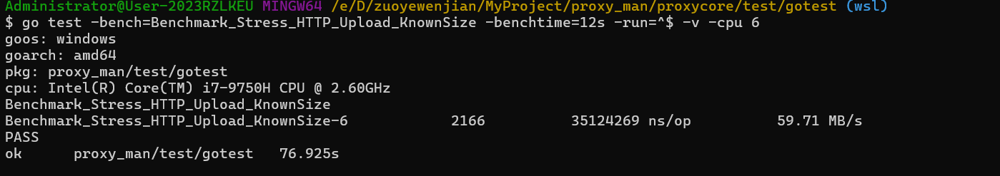 Administrator@User-2023RZLKEU MINGW64 /e/D/zuoyewenjian/MyProject/proxy_man/proxycore/test/gotest (wsl)
$ go test -bench=Benchmark_Stress_HTTP_Upload_KnownSize -benchtime=12s -run=^$ -v -cpu 6
goos: windows
goarch: amd64
pkg: proxy_man/test/gotest
cpu: Intel(R) Core(TM) i7-9750H CPU @ 2.60GHz
Benchmark_Stress_HTTP_Upload_KnownSize
Benchmark_Stress_HTTP_Upload_KnownSize-6            2166          35124269 ns/op          59.71 MB/s
PASS
ok      proxy_man/test/gotest   76.925s